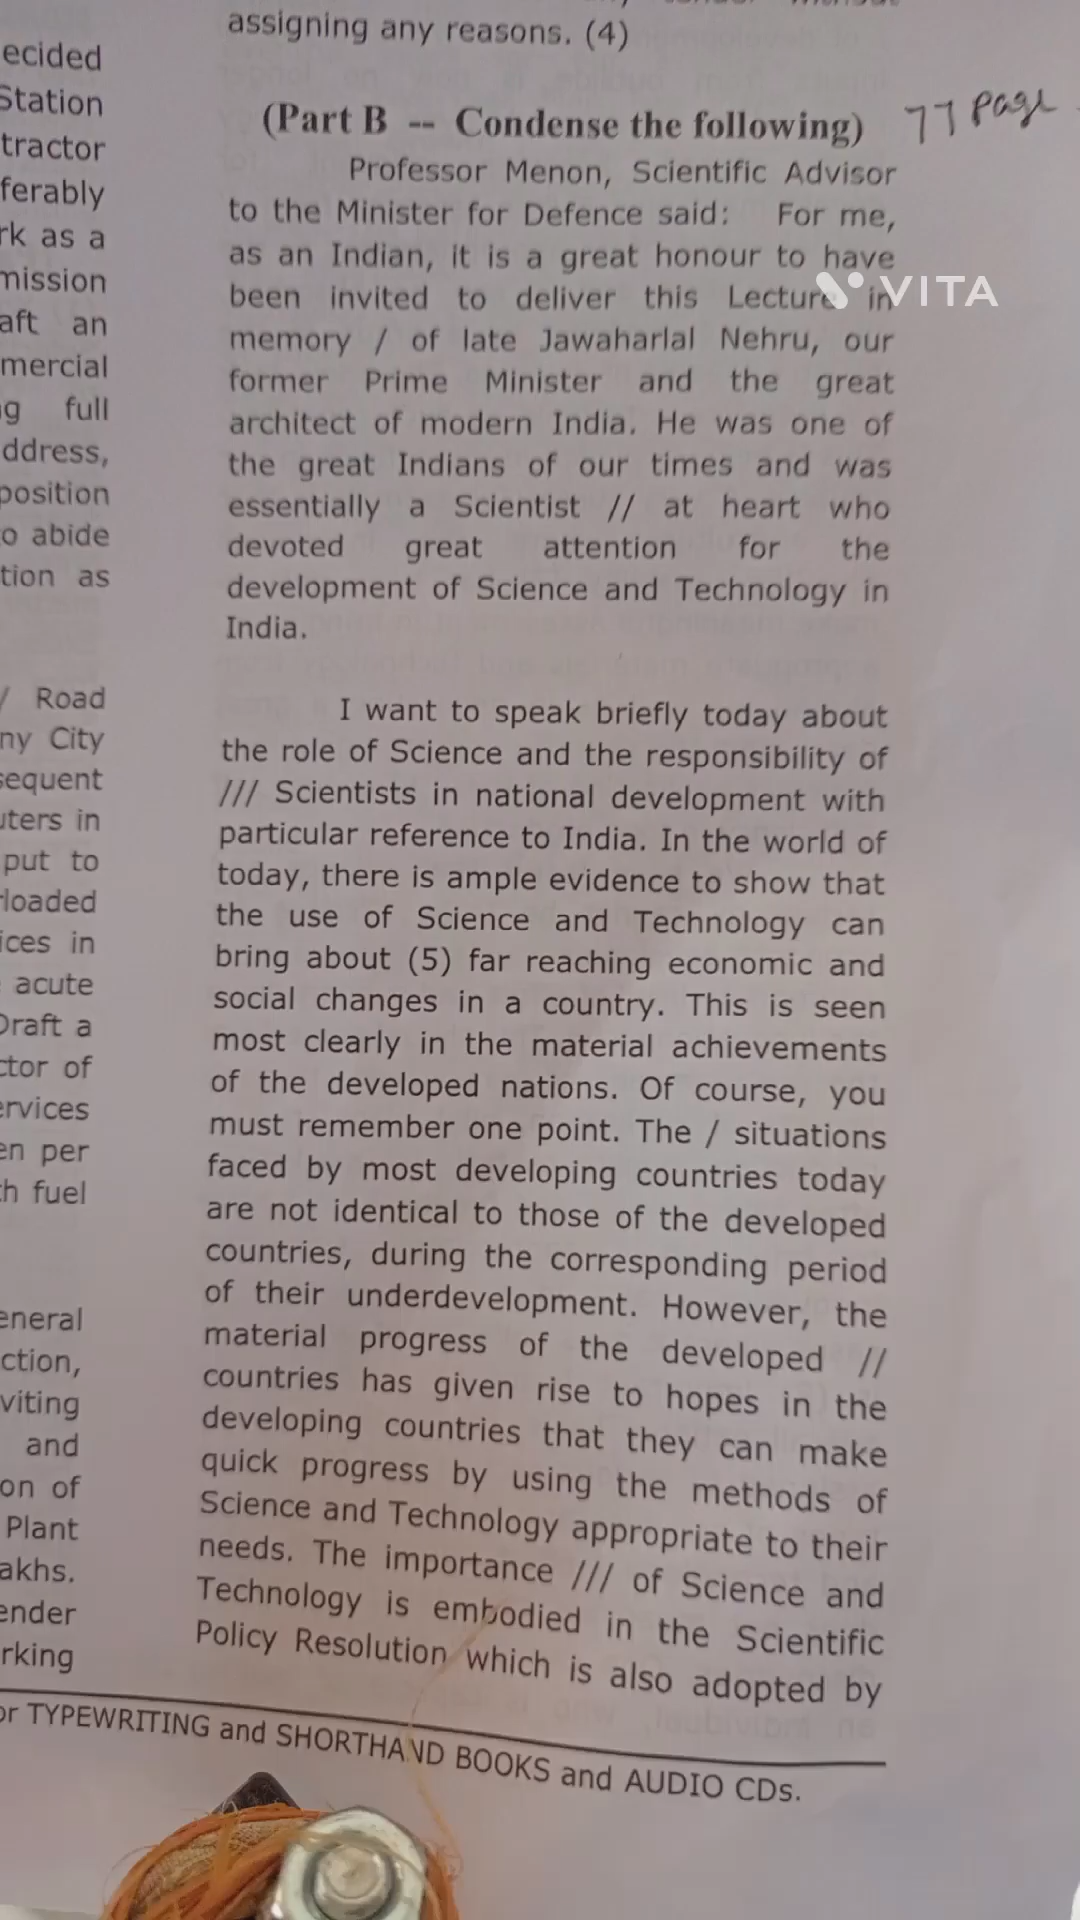 assigning any reasons. (4)
(Part B -- Condense the following)
77 page
Professor Menon, Scientific Advisor
to the Minister for Defence said: For me,
as an Indian, it is a great honour to have
been invited to deliver this Lecture in
VITA
memory / of late Jawaharlal Nehru, our
former Prime Minister and the great
architect of modern India. He was one of
the great Indians of our times and was
essentially a Scientist // at heart who
devoted great attention for the
development of Science and Technology in
India.
I want to speak briefly today about
the role of Science and the responsibility of
/// Scientists in national development with
particular reference to India. In the world of
today, there is ample evidence to show that
the use of Science and Technology can
bring about (5) far reaching economic and
social changes in a country. This is seen
most clearly in the material achievements
of the developed nations. Of course, you
must remember one point. The / situations
faced by most developing countries today
are not identical to those of the developed
countries, during the corresponding period
of their underdevelopment. However, the
material progress of the developed //
countries has given rise to hopes in the
developing countries that they can make
quick progress by using the methods of
Science and Technology appropriate to their
needs. The importance /// of Science and
Technology is embodied in the Scientific
Policy Resolution which is also adopted by
or TYPEWRITING and SHORTHAND BOOKS and AUDIO CDs.
ecided
Station
tractor
ferably
rk as a
mission
aft an
mercial
g full
ddress,
position
o abide
tion as
/ Road
ny City
sequent
uters in
put to
rloaded
ices in
acute
Draft a
ctor of
ervices
en per
h fuel
eneral
ction,
viting
and
on of
Plant
akhs.
ender
rking